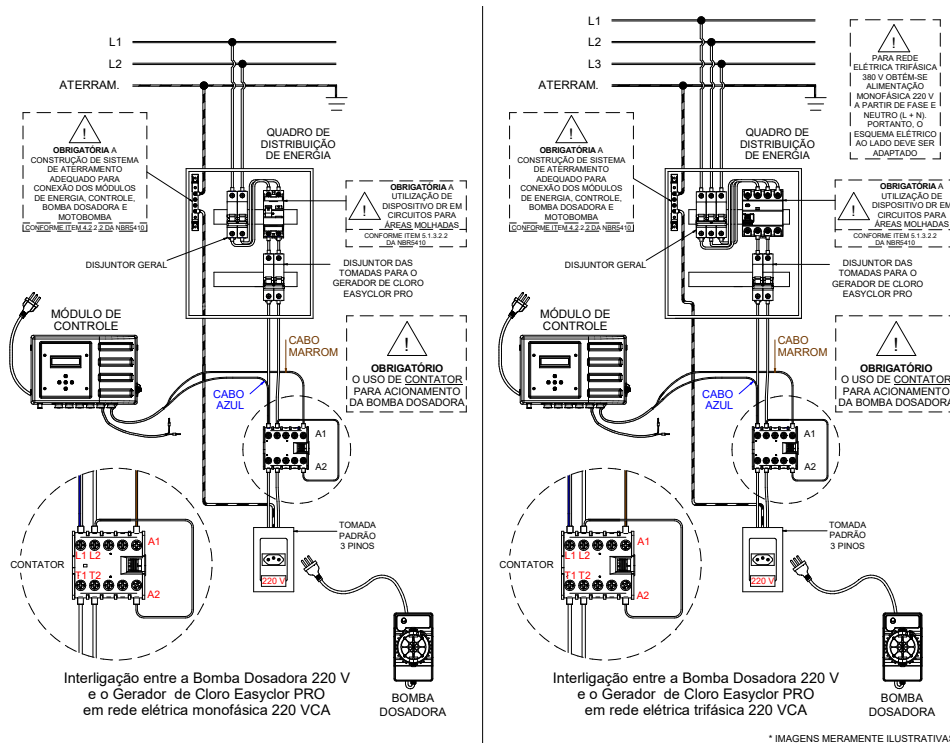 L1
L2
ATERRAM.
!
OBRIGATÓRIA A
CONSTRUÇÃO DE SISTEMA
DE ATERRAMENTO
ADEQUADO PARA
CONEXÃO DOS MÓDULOS
DE ENERGIA, CONTROLE,
BOMBA DOSADORA E
MOTOBOMBA
CONFORME ITEM 4.2.2.2.2 DA NBR5410
QUADRO DE
DISTRIBUIÇÃO
DE ENERGIA
!
OBRIGATÓRIA A
UTILIZAÇÃO DE
DISPOSITIVO DR EM
CIRCUITOS PARA
ÁREAS MOLHADAS
CONFORME ITEM 5.1.3.2.2
DA NBR5410
DISJUNTOR GERAL
DISJUNTOR DAS
TOMADAS PARA O
GERADOR DE CLORO
EASYCLOR PRO
MÓDULO DE
CONTROLE
CABO
MARROM
CABO
AZUL
!
OBRIGATÓRIO
O USO DE CONTATOR
PARA ACIONAMENTO
DA BOMBA DOSADORA
A1
A2
CONTATOR
L1 L2
T1 T2
A1
A2
TOMADA
PADRÃO
3 PINOS
220 V
BOMBA
DOSADORA
Interligação entre a Bomba Dosadora 220 V
e o Gerador de Cloro Easyclor PRO
em rede elétrica monofásica 220 VCA
L1
L2
L3
ATERRAM.
!
PARA REDE
ELÉTRICA TRIFÁSICA
380 V OBTÉM-SE
ALIMENTAÇÃO
MONOFÁSICA 220 V
A PARTIR DE FASE E
NEUTRO (L + N).
PORTANTO, O
ESQUEMA ELÉTRICO
AO LADO DEVE SER
ADAPTADO
!
OBRIGATÓRIA A
CONSTRUÇÃO DE SISTEMA
DE ATERRAMENTO
ADEQUADO PARA
CONEXÃO DOS MÓDULOS
DE ENERGIA, CONTROLE,
BOMBA DOSADORA E
MOTOBOMBA
CONFORME ITEM 4.2.2.2.2 DA NBR5410
QUADRO DE
DISTRIBUIÇÃO
DE ENERGIA
!
OBRIGATÓRIA A
UTILIZAÇÃO DE
DISPOSITIVO DR EM
CIRCUITOS PARA
ÁREAS MOLHADAS
CONFORME ITEM 5.1.3.2.2
DA NBR5410
DISJUNTOR GERAL
DISJUNTOR DAS
TOMADAS PARA O
GERADOR DE CLORO
EASYCLOR PRO
MÓDULO DE
CONTROLE
CABO
MARROM
CABO
AZUL
!
OBRIGATÓRIO
O USO DE CONTATOR
PARA ACIONAMENTO
DA BOMBA DOSADORA
A1
A2
CONTATOR
L1 L2
T1 T2
A1
A2
TOMADA
PADRÃO
3 PINOS
220 V
BOMBA
DOSADORA
Interligação entre a Bomba Dosadora 220 V
e o Gerador de Cloro Easyclor PRO
em rede elétrica trifásica 220 VCA
* IMAGENS MERAMENTE ILUSTRATIVAS